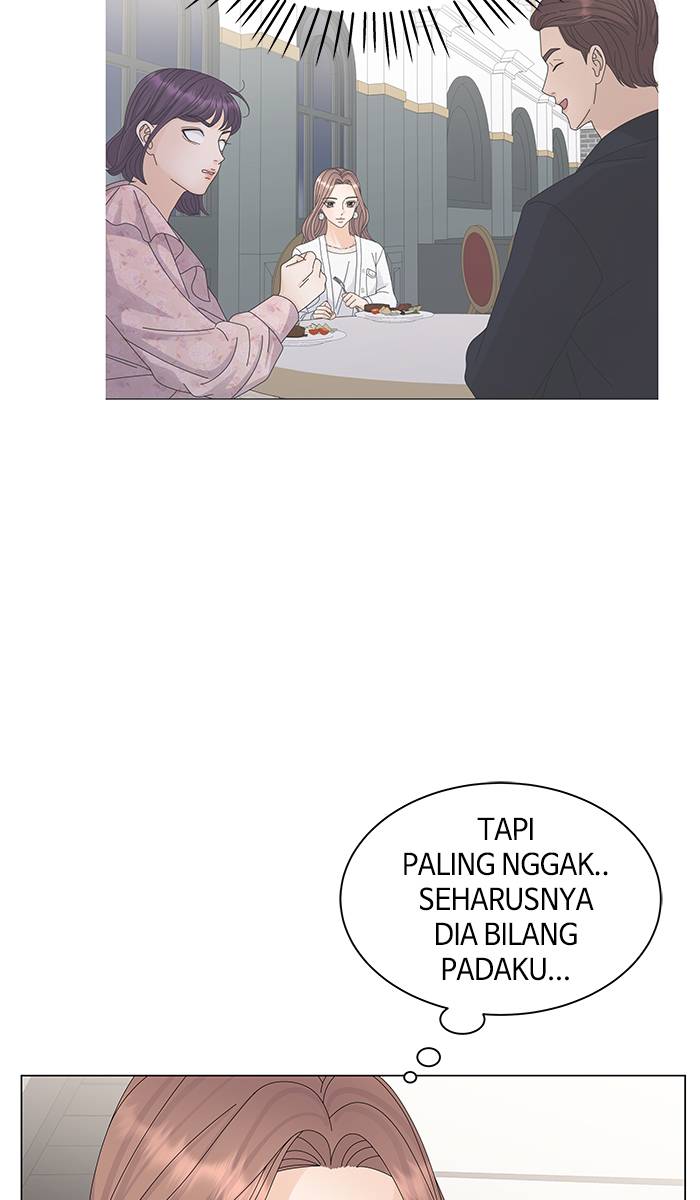 TAPI
PALING NGGAK..
SEHARUSNYA
DIA BILANG
PADAKU...